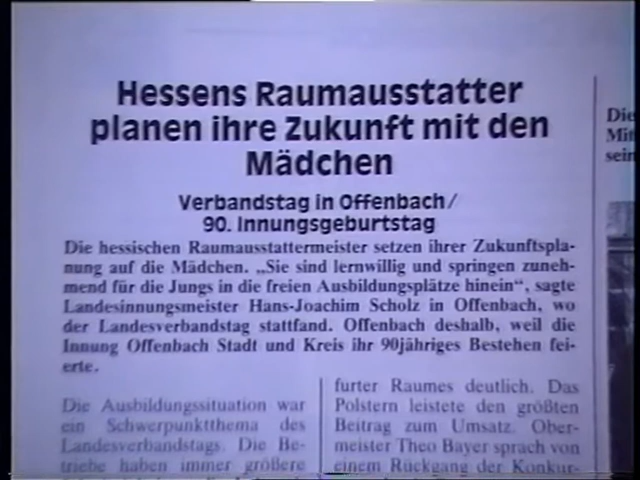 Hessens Raumausstatter
planen ihre Zukunft mit den
Mädchen
Verbandstag in Offenbach/
90. Innungsgeburtstag
Die hessischen Raumausstattermeister setzen ihrer Zukunftspla-
nung auf die Mädchen. „Sie sind lernwillig und springen zuneh-
mend für die Jungs in die freien Ausbildungsplätze hinein“, sagte
Landesinnungsmeister Hans-Joachim Scholz in Offenbach, wo
der Landesverbandstag stattfand. Offenbach deshalb, weil die
Innung Offenbach Stadt und Kreis ihr 90jähriges Bestehen fei-
erte.
Die Ausbildungssituation war
ein Schwerpunktthema des
Landesverbandstags. Die Be-
triebe haben immer größere
furter Raumes deutlich. Das
Polstern leistete den größten
Beitrag zum Umsatz. Ober-
meister Theo Bayer sprach von
einem Rückgang der Konkur-
Die
Mit
sein